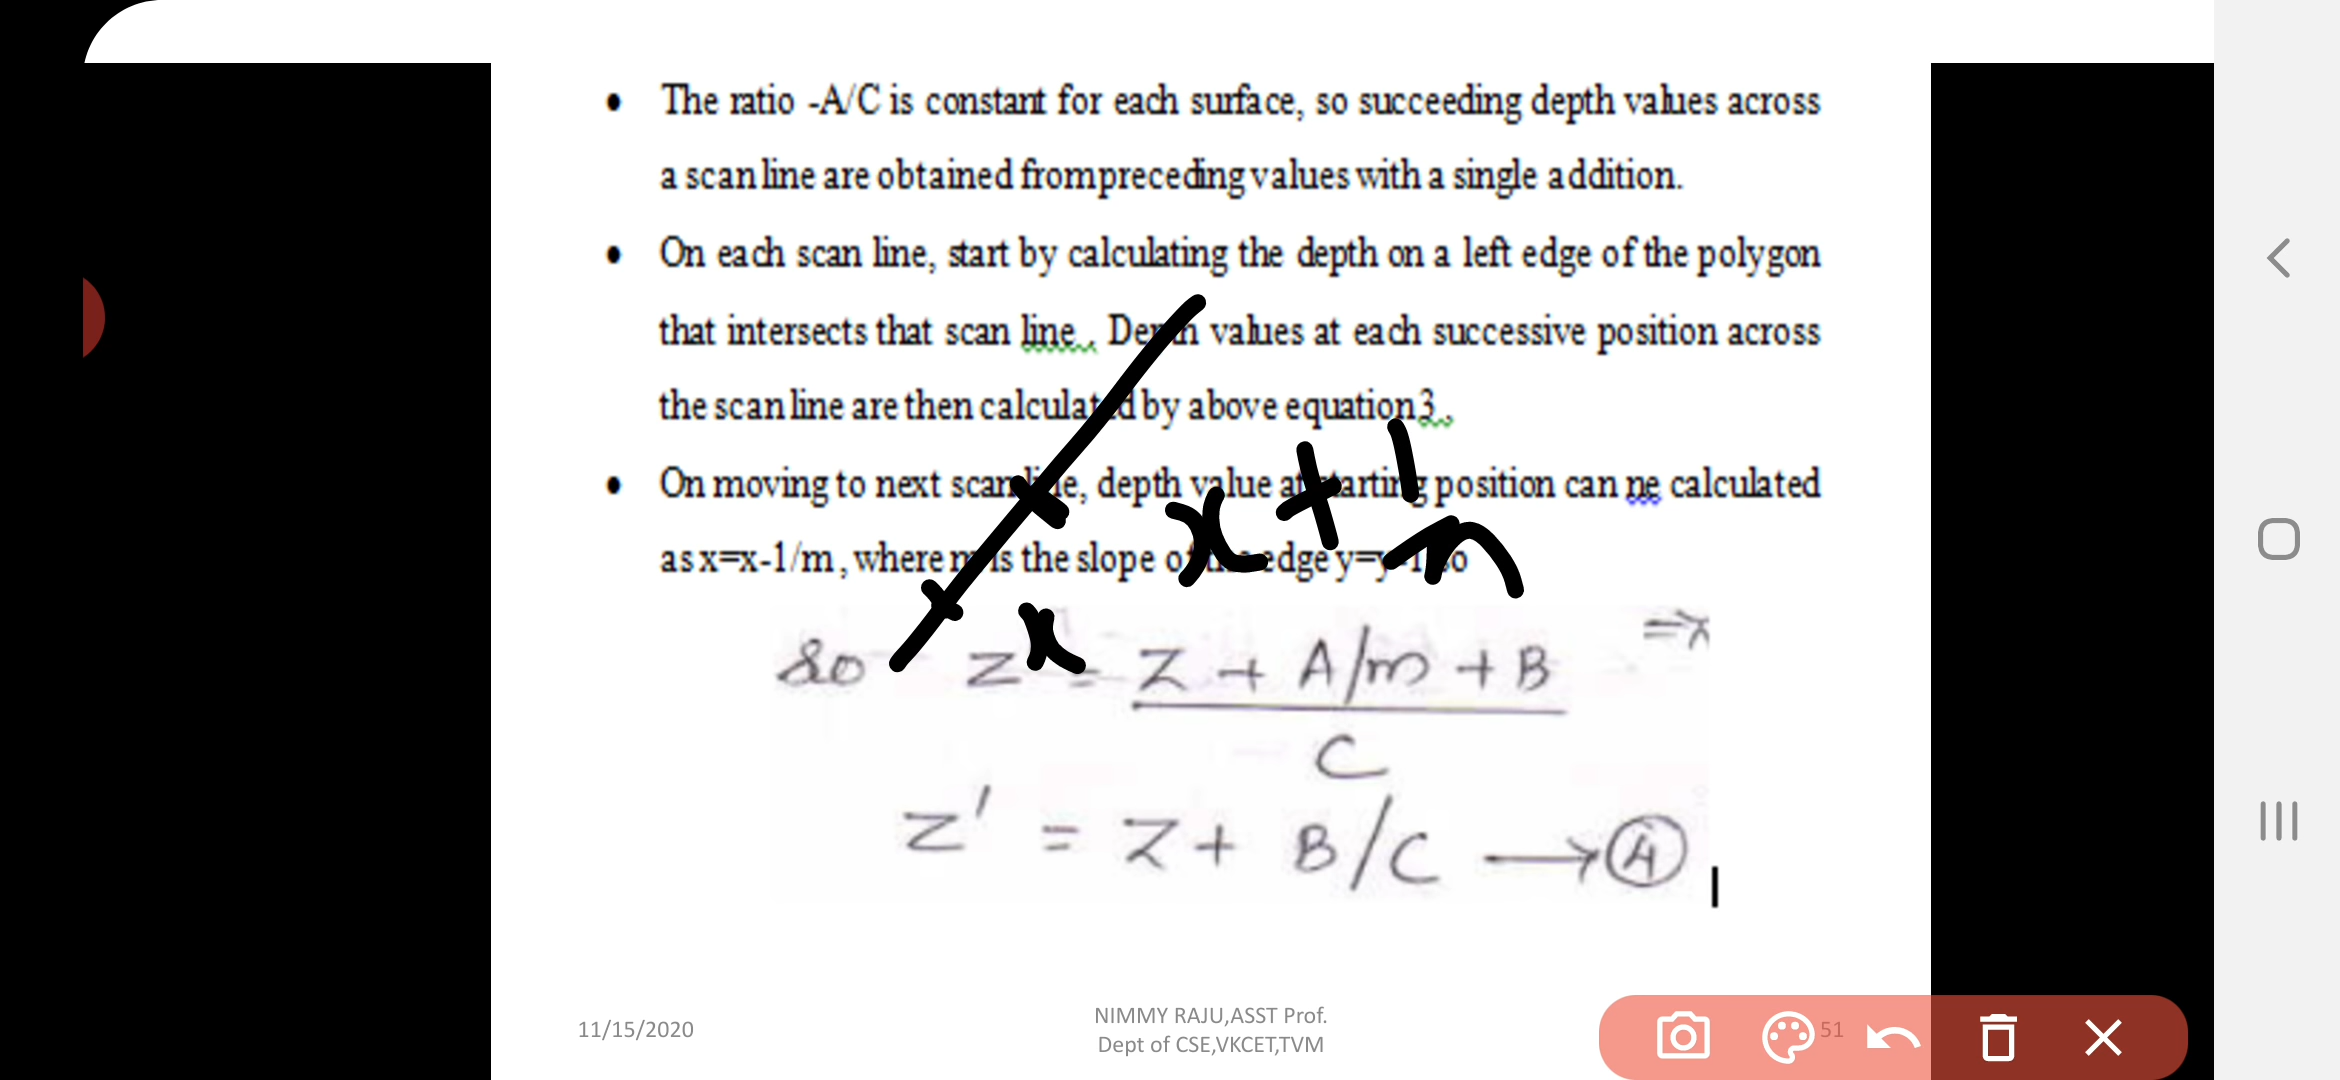 The ratio -A/C is constant for each surface, so succeeding depth values across
a scan line are obtained from preceding values with a single addition.
On each scan line, start by calculating the depth on a left edge of the polygon
that intersects that scan line . Depth values at each successive position across
the scan line are then calculated by above equation3 .
On moving to next scan line, depth value at starting position can ne calculated
as x=x-1/m , where m is the slope of the edge y=y-1 so
x+1
m
x
=>x
so z' = z + A/m + B
C
z' = z + B/C → 4
11/15/2020
NIMMY RAJU,ASST Prof.
Dept of CSE,VKCET,TVM
51